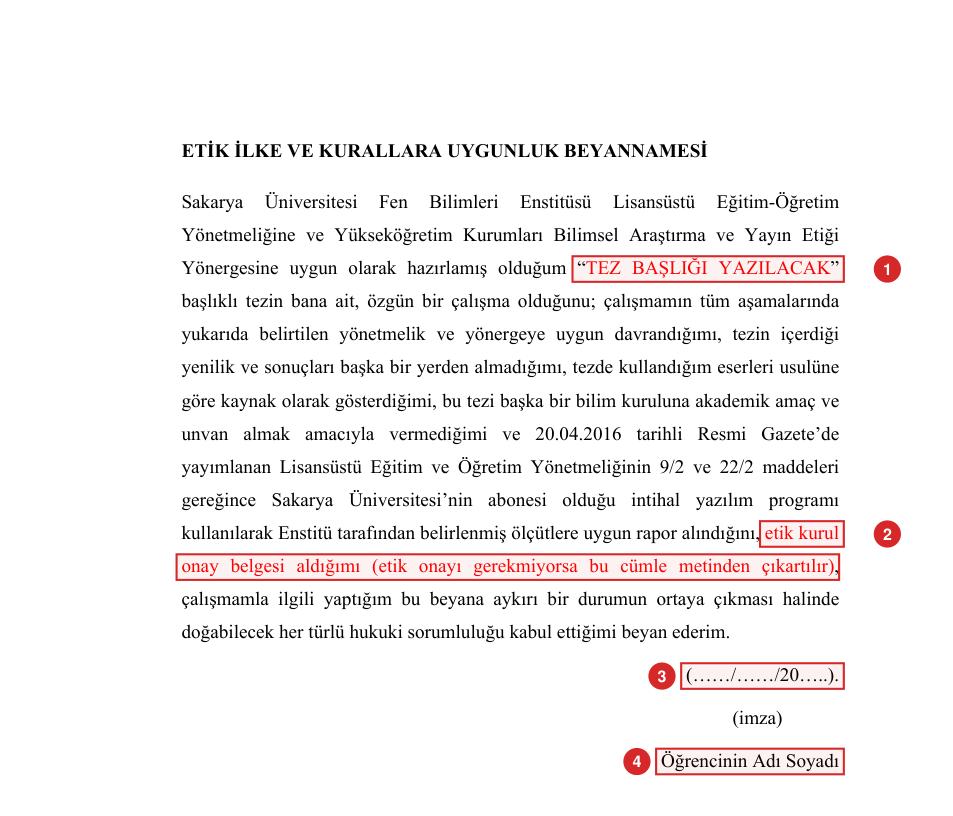 ETİK İLKE VE KURALLARA UYGUNLUK BEYANNAMESİ
Sakarya Üniversitesi Fen Bilimleri Enstitüsü Lisansüstü Eğitim-Öğretim
Yönetmeliğine ve Yükseköğretim Kurumları Bilimsel Araştırma ve Yayın Etiği
Yönergesine uygun olarak hazırlamış olduğum “TEZ BAŞLIĞI YAZILACAK” 1
başlıklı tezin bana ait, özgün bir çalışma olduğunu; çalışmamın tüm aşamalarında
yukarıda belirtilen yönetmelik ve yönergeye uygun davrandığımı, tezin içerdiği
yenilik ve sonuçları başka bir yerden almadığımı, tezde kullandığım eserleri usulüne
göre kaynak olarak gösterdiğimi, bu tezi başka bir bilim kuruluna akademik amaç ve
unvan almak amacıyla vermediğimi ve 20.04.2016 tarihli Resmi Gazete’de
yayımlanan Lisansüstü Eğitim ve Öğretim Yönetmeliğinin 9/2 ve 22/2 maddeleri
gereğince Sakarya Üniversitesi’nin abonesi olduğu intihal yazılım programı
kullanılarak Enstitü tarafından belirlenmiş ölçütlere uygun rapor alındığını, etik kurul 2
onay belgesi aldığımı (etik onayı gerekmiyorsa bu cümle metinden çıkartılır),
çalışmamla ilgili yaptığım bu beyana aykırı bir durumun ortaya çıkması halinde
doğabilecek her türlü hukuki sorumluluğu kabul ettiğimi beyan ederim.
3 (……/……/20…..).
(imza)
4 Öğrencinin Adı Soyadı